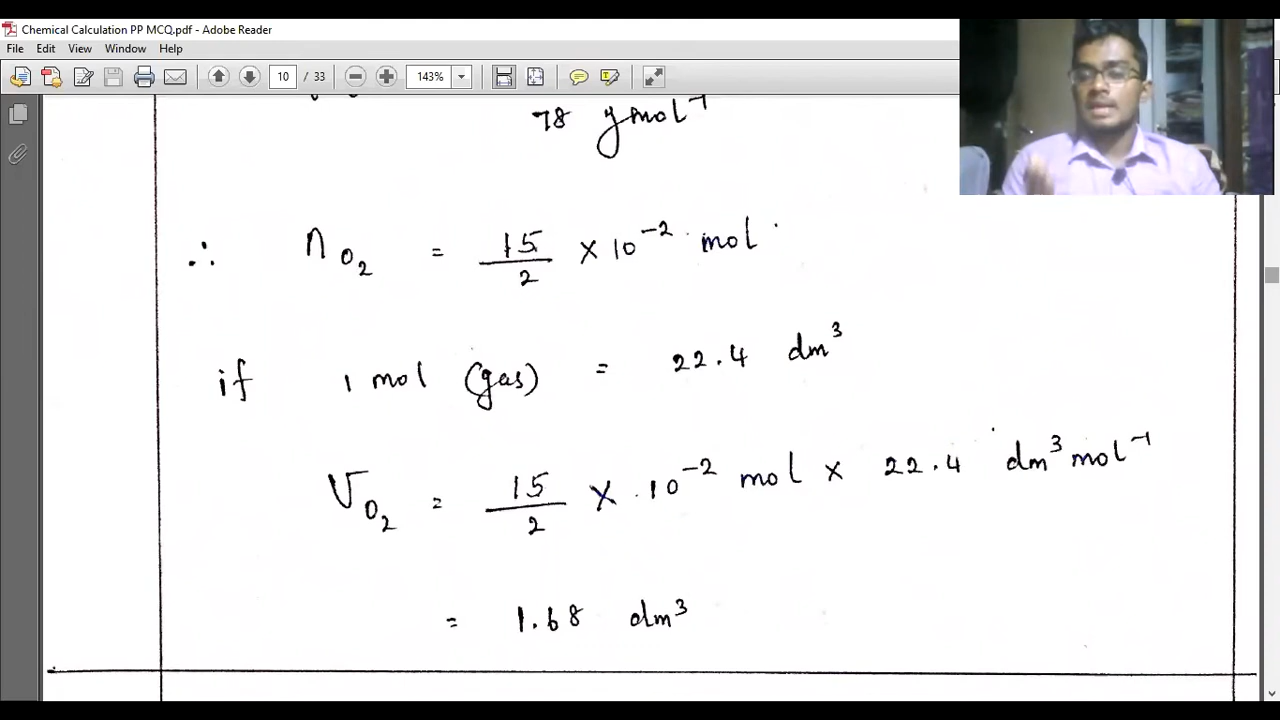 Chemical Calculation PP MCQ.pdf - Adobe Reader
File Edit View Window Help
10 / 33 143%
78 gmol⁻¹
∴ n O₂ = 15/2 × 10⁻² mol
if 1 mol (gas) = 22.4 dm³
V O₂ = 15/2 × 10⁻² mol × 22.4 dm³ mol⁻¹
= 1.68 dm³